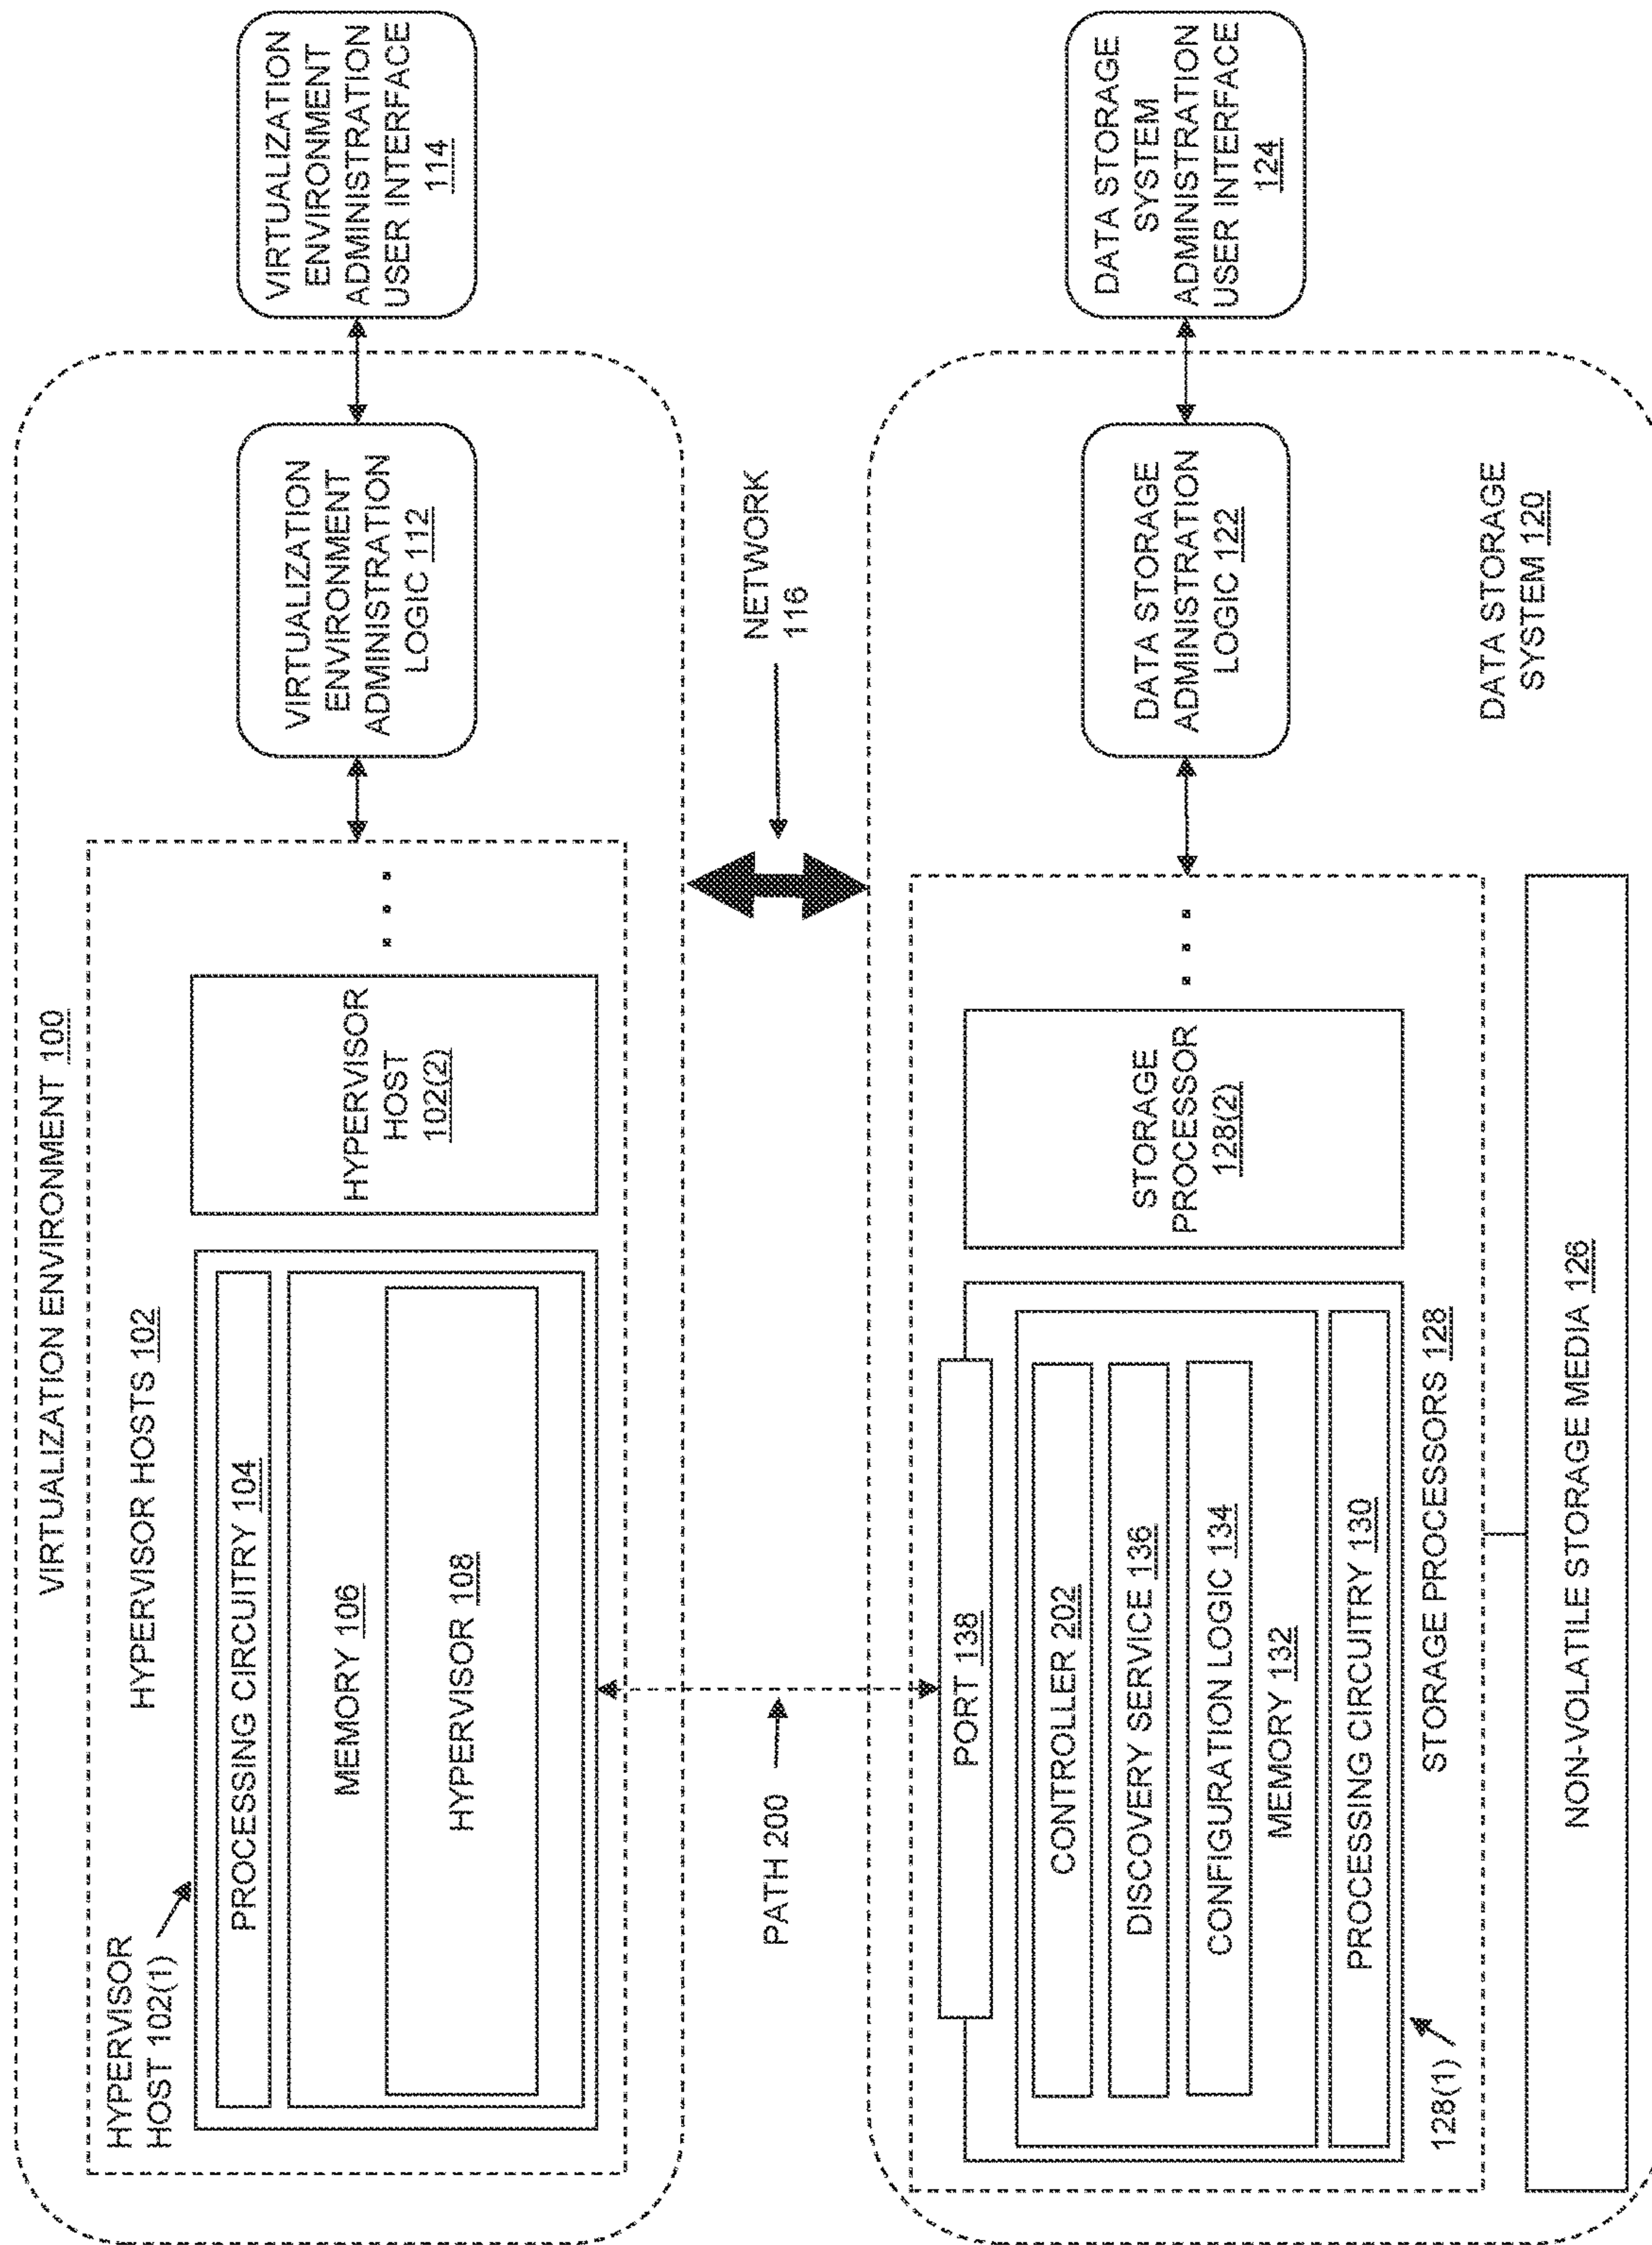 VIRTUALIZATION ENVIRONMENT 100
HYPERVISOR
HOST 102(1)
HYPERVISOR HOSTS 102
PROCESSING CIRCUITRY 104
MEMORY 106
HYPERVISOR 108
HYPERVISOR
HOST
102(2)
VIRTUALIZATION
ENVIRONMENT
ADMINISTRATION
LOGIC 112
VIRTUALIZATION
ENVIRONMENT
ADMINISTRATION
USER INTERFACE
114
PATH 200
NETWORK
116
PORT 138
CONTROLLER 202
DISCOVERY SERVICE 136
CONFIGURATION LOGIC 134
MEMORY 132
PROCESSING CIRCUITRY 130
128(1)
STORAGE PROCESSORS 128
STORAGE
PROCESSOR
128(2)
DATA STORAGE
ADMINISTRATION
LOGIC 122
DATA STORAGE
SYSTEM
ADMINISTRATION
USER INTERFACE
124
DATA STORAGE
SYSTEM 120
NON-VOLATILE STORAGE MEDIA 126